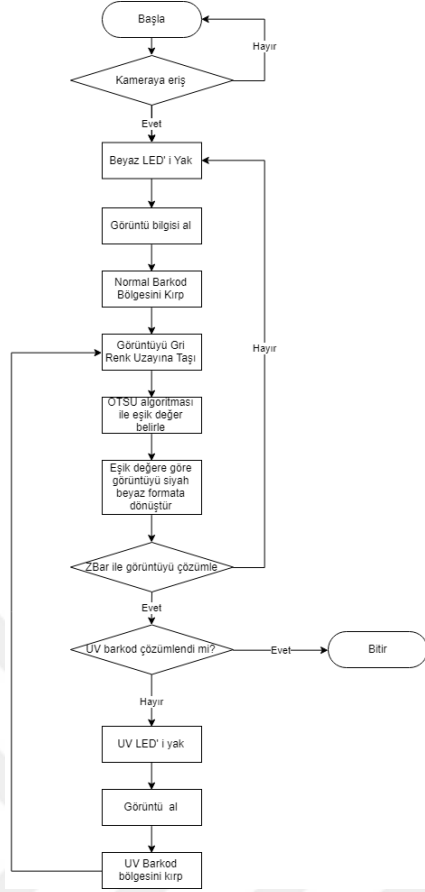 Başla
Hayır
Kameraya eriş
Evet
Beyaz LED' i Yak
Görüntü bilgisi al
Normal Barkod
Bölgesini Kırp
Görüntüyü Gri
Renk Uzayına Taşı
Hayır
OTSU algoritması
ile eşik değer
belirle
Eşik değere göre
görüntüyü siyah
beyaz formata
dönüştür
ZBar ile görüntüyü çözümle
Evet
UV barkod çözümlendi mi?
Evet
Bitir
Hayır
UV LED' i yak
Görüntü al
UV Barkod
bölgesini kırp